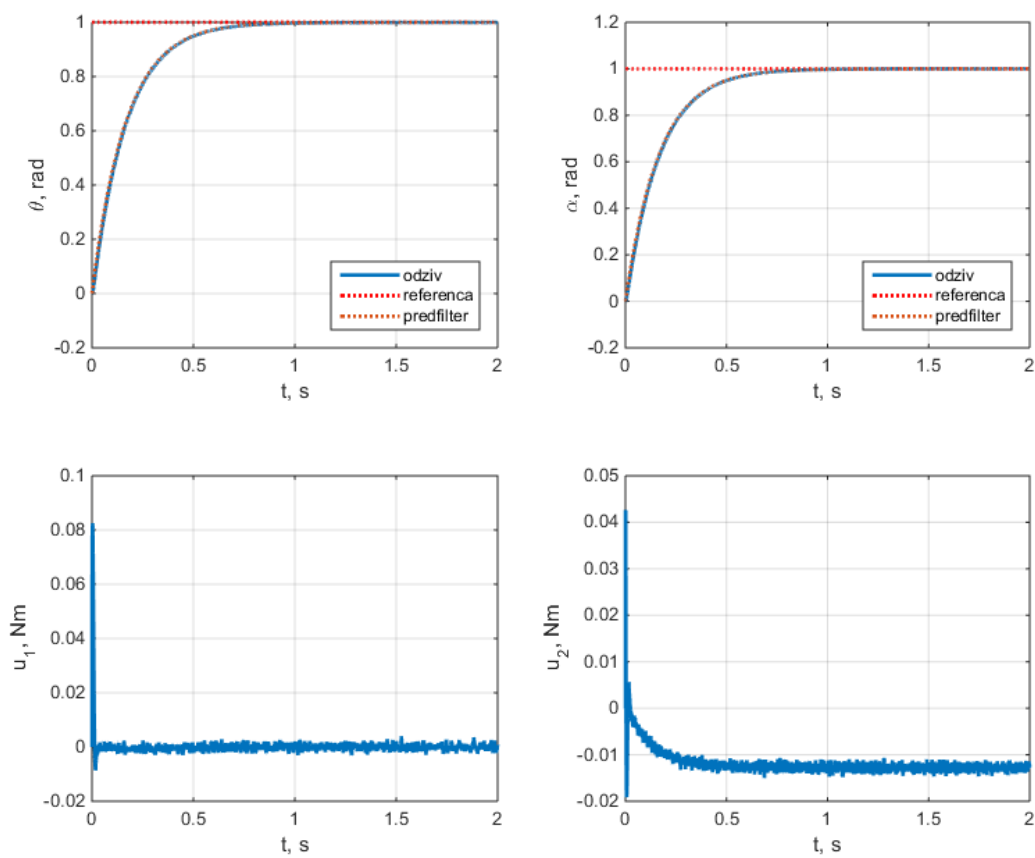 1
0.8
0.6
0.4
0.2
0
-0.2
θ, rad
odziv
referenca
predfilter
0 0.5 1 1.5 2
t, s
1.2
1
0.8
0.6
0.4
0.2
0
-0.2
α, rad
odziv
referenca
predfilter
0 0.5 1 1.5 2
t, s
0.1
0.08
0.06
0.04
0.02
0
-0.02
u₁, Nm
0 0.5 1 1.5 2
t, s
0.05
0.04
0.03
0.02
0.01
0
-0.01
-0.02
u₂, Nm
0 0.5 1 1.5 2
t, s